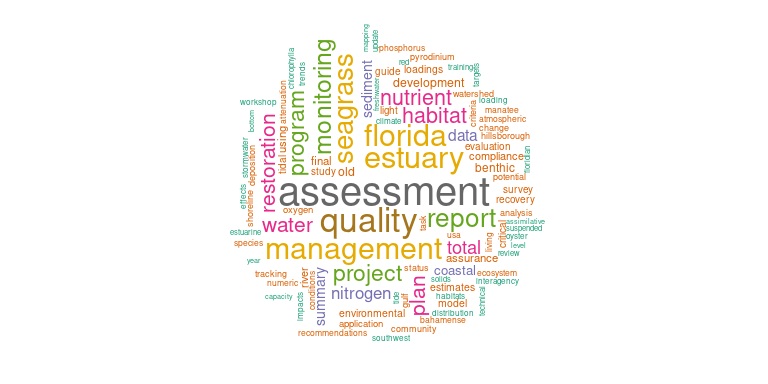 mapping
update
phosphorus
chlorophylla
trends
monitoring
seagrass
sediment
red
pyrodinium
guide
loadings
training
targets
freshwater
development
workshop
attenuation
program
nutrient
watershed
loading
light
habitat
criteria
manatee
atmospheric
climate
change
bottom
restoration
using
tidal
florida
data
hillsborough
stormwater
deposition
final
estuary
evaluation
compliance
floridian
study
old
benthic
potential
effects
shoreline
assessment
survey
recovery
oxygen
quality
task
report
analysis
assimilative
critical
suspended
estuarine
water
usa
oyster
species
management
total
living
level
review
year
assurance
tracking
river
project
status
coastal
ecosystem
numeric
conditions
solids
interagency
capacity
impacts
summary
nitrogen
tide
gulf
plan
estimates
habitats
model
technical
environmental
distribution
application
bahamense
recommendations
community
southwest